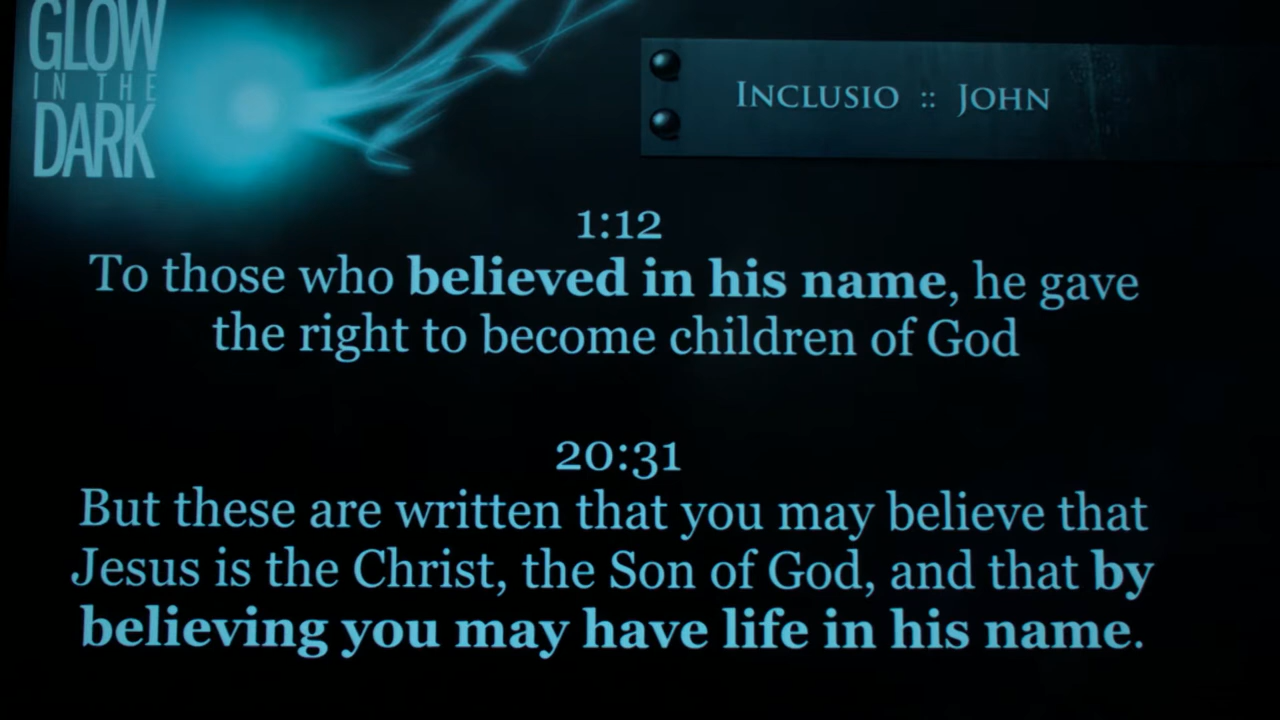 GLOW
IN THE
DARK
INCLUSIO :: JOHN
1:12
To those who believed in his name, he gave
the right to become children of God
20:31
But these are written that you may believe that
Jesus is the Christ, the Son of God, and that by
believing you may have life in his name.